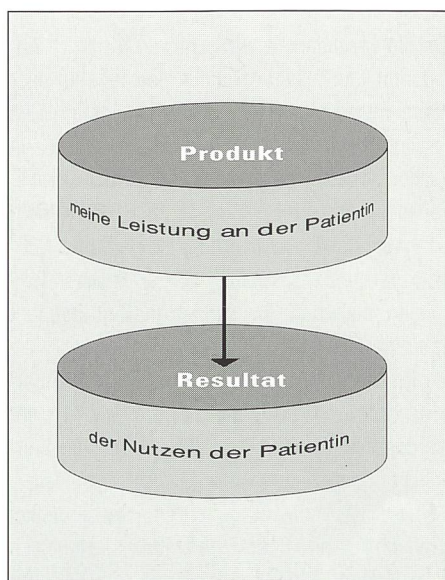 Produkt
meine Leistung an der Patientin
Resultat
der Nutzen der Patientin